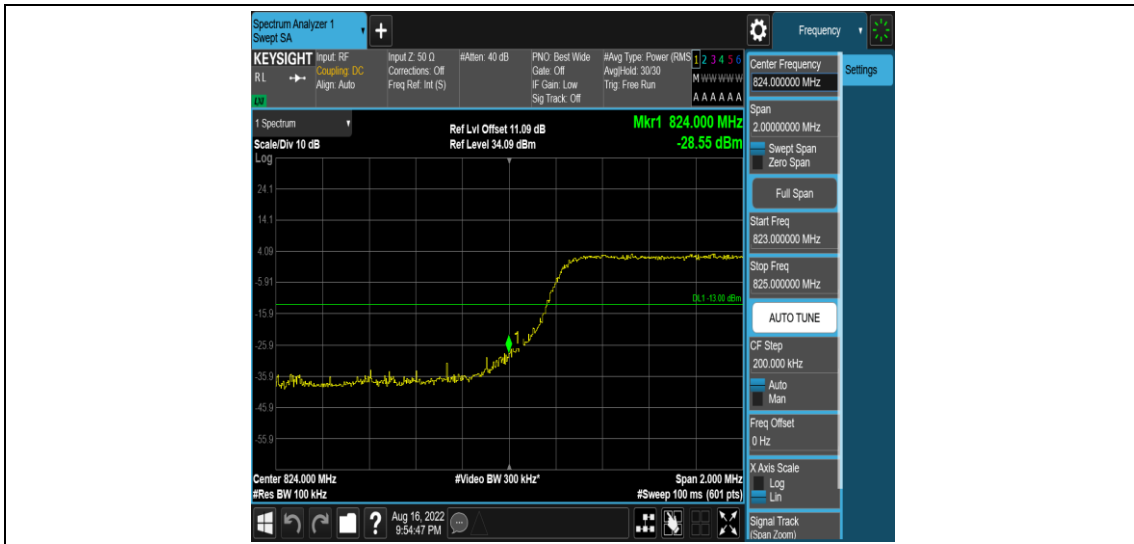 Spectrum Analyzer 1
Swept SA
+
Frequency
KEYSIGHT
RL
LXI
Input: RF
Coupling: DC
Align: Auto
Input Z: 50 Ω
Corrections: Off
Freq Ref: Int (S)
#Atten: 40 dB
PNO: Best Wide
Gate: Off
IF Gain: Low
Sig Track: Off
#Avg Type: Power (RMS
Avg|Hold: 30/30
Trig: Free Run
1 2 3 4 5 6
M W W W W W
A A A A A A
Center Frequency
824.000000 MHz
Settings
Span
2.00000000 MHz
Swept Span
Zero Span
Full Span
Start Freq
823.000000 MHz
Stop Freq
825.000000 MHz
AUTO TUNE
CF Step
200.000 kHz
Auto
Man
Freq Offset
0 Hz
X Axis Scale
Log
Lin
Signal Track
(Span Zoom)
1 Spectrum
Scale/Div 10 dB
Ref Lvl Offset 11.09 dB
Ref Level 34.09 dBm
Mkr1 824.000 MHz
-28.55 dBm
Log
24.1
14.1
4.09
-5.91
DL1 -13.00 dBm
-15.9
1
-25.9
-35.9
-45.9
-55.9
Center 824.000 MHz
#Video BW 300 kHz*
Span 2.000 MHz
#Res BW 100 kHz
#Sweep 100 ms (601 pts)
?
Aug 16, 2022
9:54:47 PM